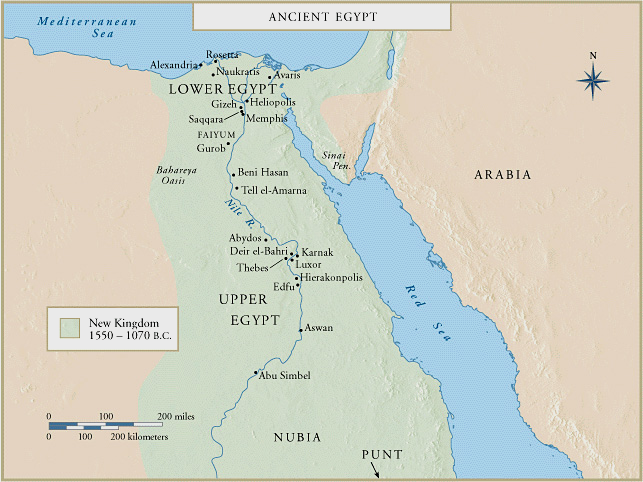 ANCIENT EGYPT
Mediterranean
Sea
Rosetta
Alexandria
Naukratis
Avaris
LOWER EGYPT
Gizeh
Heliopolis
Saqqara
Memphis
FAIYUM
Gurob
Sinai
Pen.
Bahareya
Oasis
Beni Hasan
Tell el-Amarna
Nile R.
N
ARABIA
Abydos
Deir el-Bahri
Karnak
Thebes
Luxor
Hierakonpolis
Edfu
UPPER
EGYPT
Red Sea
Aswan
New Kingdom
1550 – 1070 B.C.
Abu Simbel
0 100 200 miles
0 100 200 kilometers
NUBIA
PUNT